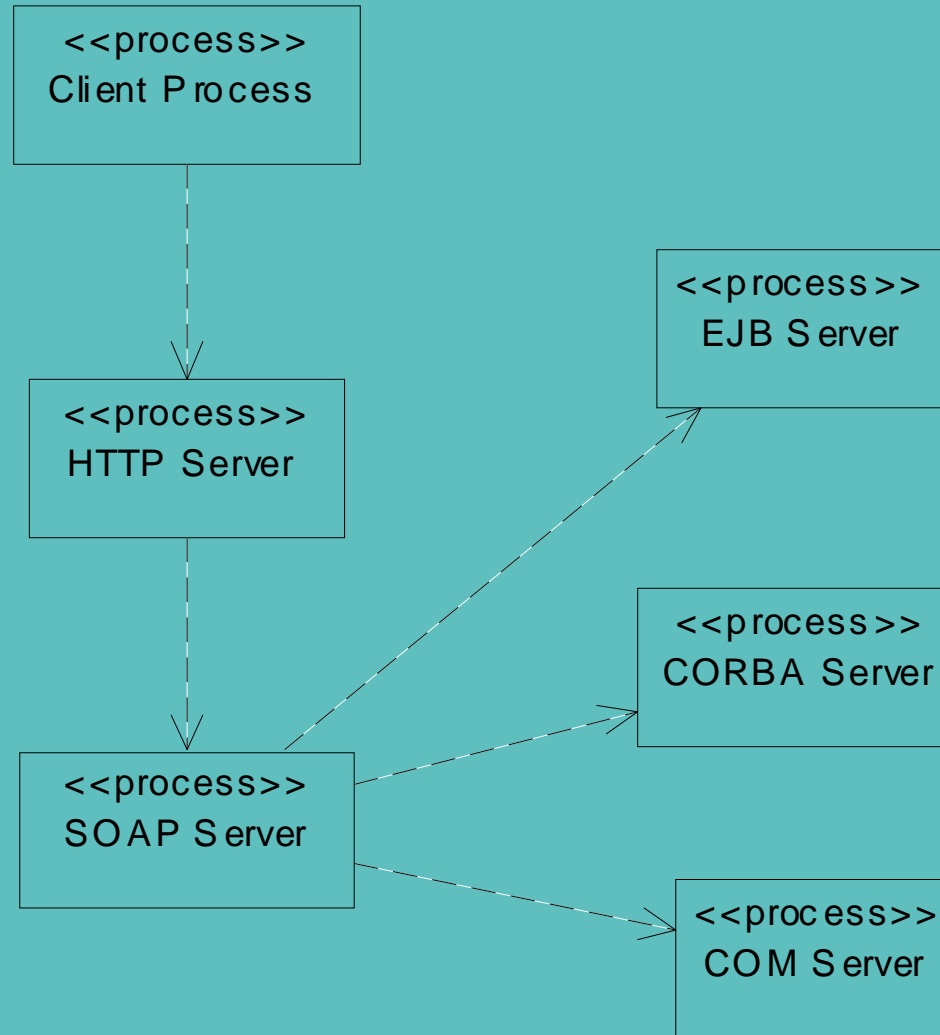 <<process>>
Client Process
<<process>>
EJB Server
<<process>>
HTTP Server
<<process>>
CORBA Server
<<process>>
SOAP Server
<<process>>
COM Server